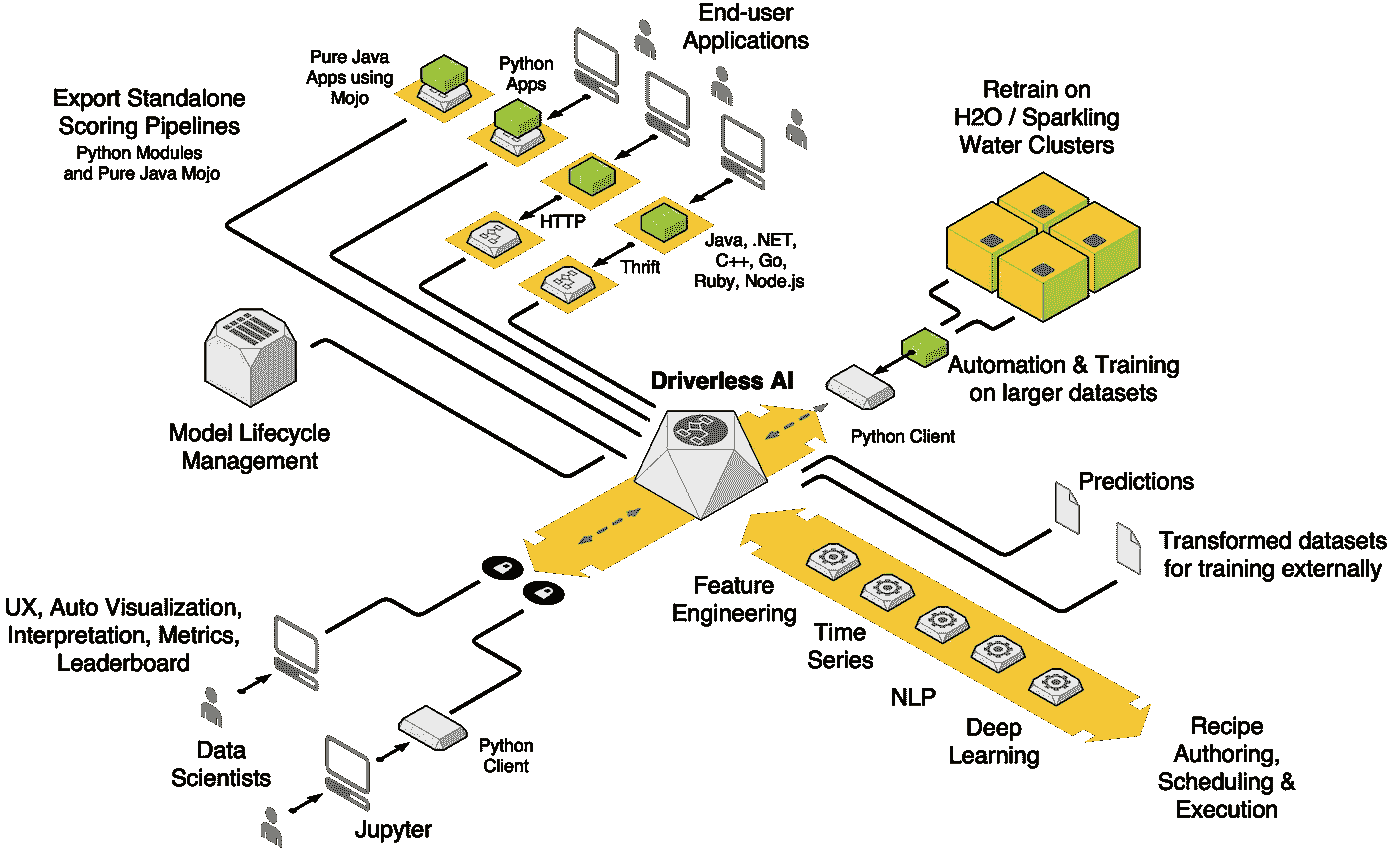 End-user
Applications
Pure Java
Apps using
Mojo
Python
Apps
Export Standalone
Scoring Pipelines
Python Modules
and Pure Java Mojo
Retrain on
H2O / Sparkling
Water Clusters
HTTP
Thrift
Java, .NET,
C++, Go,
Ruby, Node.js
Driverless AI
Automation & Training
on larger datasets
Python Client
Model Lifecycle
Management
Predictions
Transformed datasets
for training externally
Feature
Engineering
Time
Series
NLP
Deep
Learning
Recipe
Authoring,
Scheduling &
Execution
UX, Auto Visualization,
Interpretation, Metrics,
Leaderboard
Data
Scientists
Python
Client
Jupyter